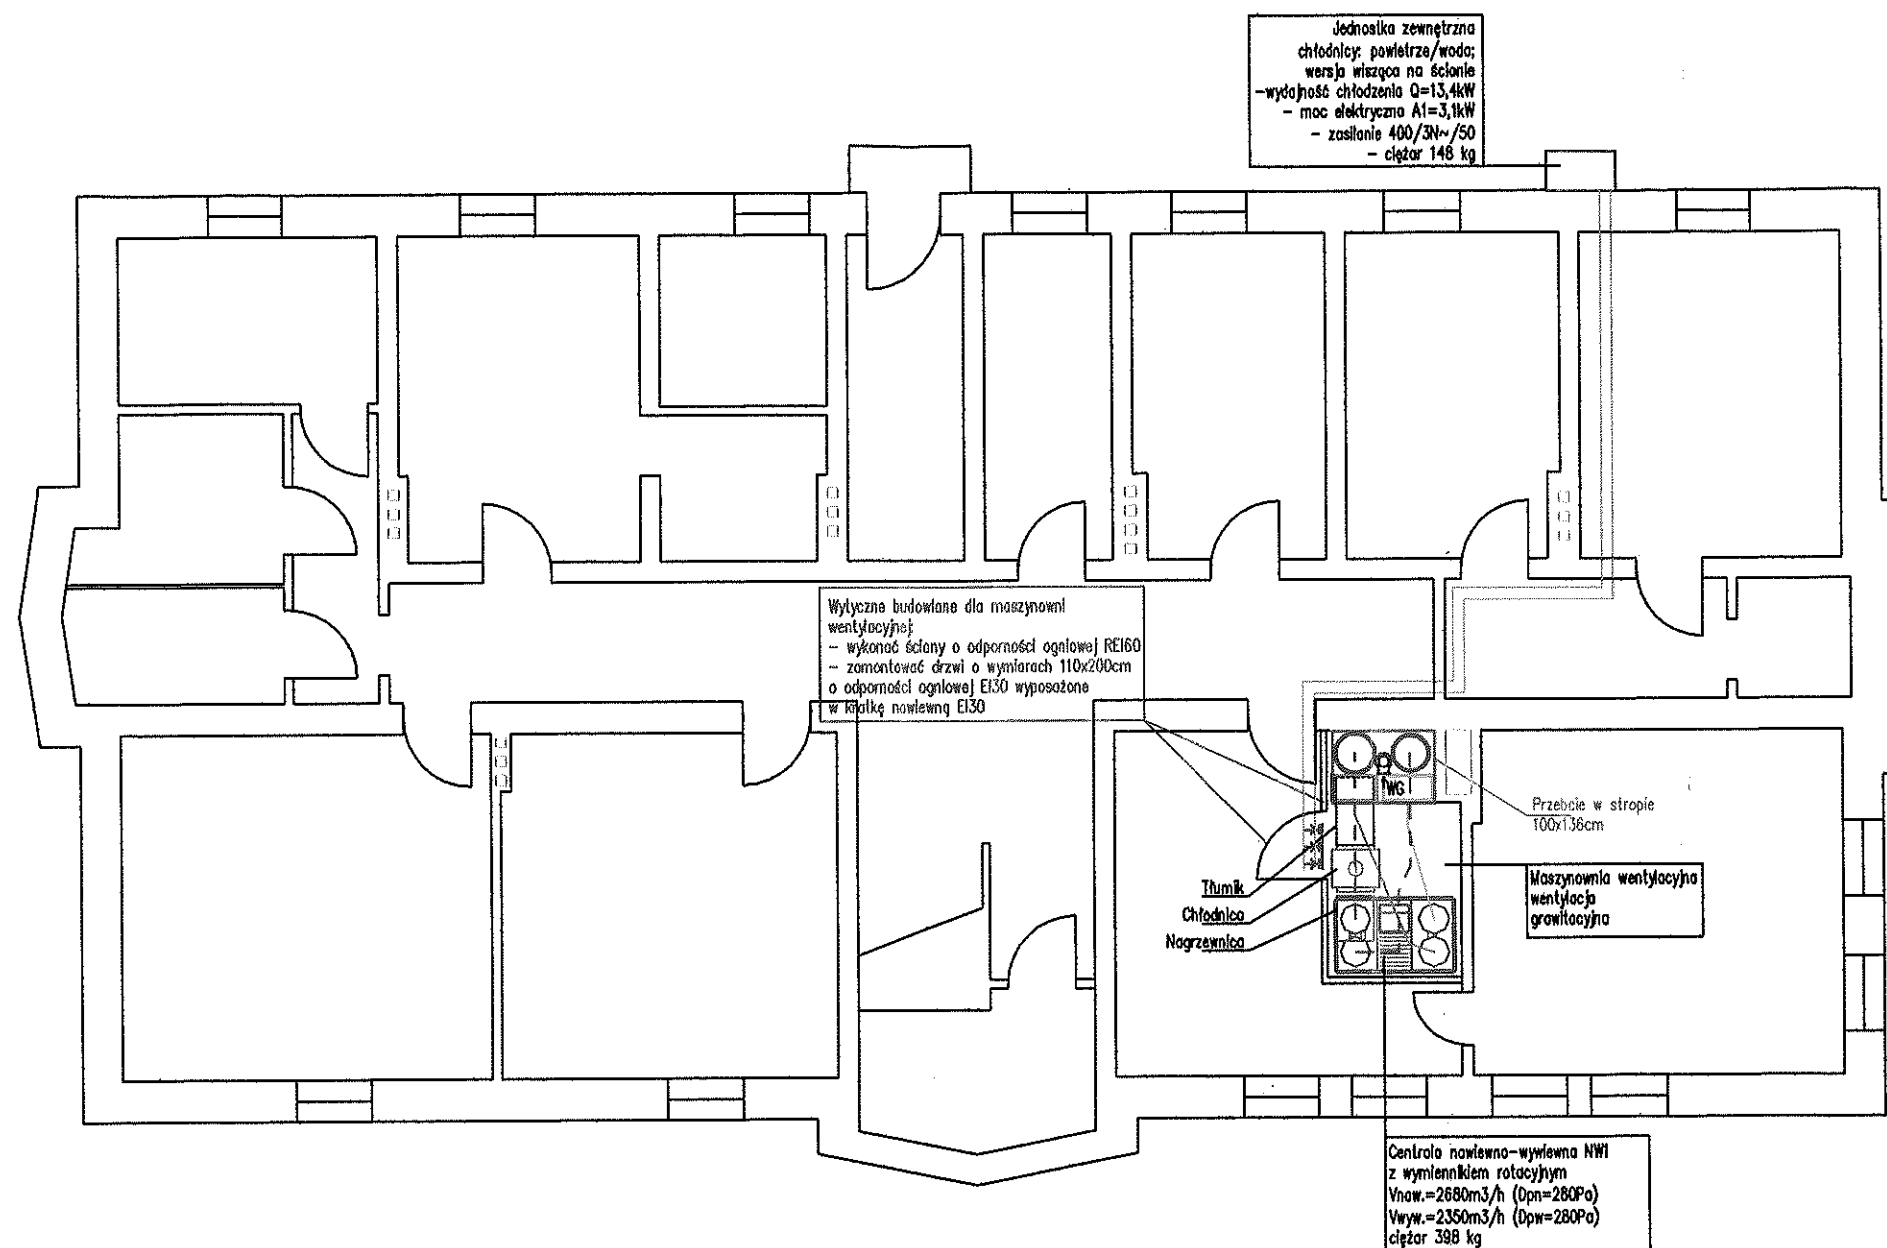 Jednostka zewnętrzna
chłodnicy: powietrze/woda;
wersja wisząca na ścianie
-wydajność chłodzenia Q=13,4kW
- moc elektryczna A1=3,1kW
- zasilanie 400/3N~/50
- ciężar 148 kg
Wytyczne budowlane dla maszynowni
wentylacyjnej:
- wykonać ściany o odporności ogniowej REI60
- zamontować drzwi o wymiarach 110x200cm
o odporności ogniowej EI30 wyposażone
w kratkę nawiewną EI30
WG
Przebicie w stropie
100x136cm
Tłumik
Chłodnica
Nagrzewnica
Maszynownia wentylacyjna
wentylacja
grawitacyjna
Centrala nawiewno-wywiewna NW1
z wymiennikiem rotacyjnym
Vnaw.=2680m3/h (Dpn=280Pa)
Vwyw.=2350m3/h (Dpw=280Pa)
ciężar 398 kg